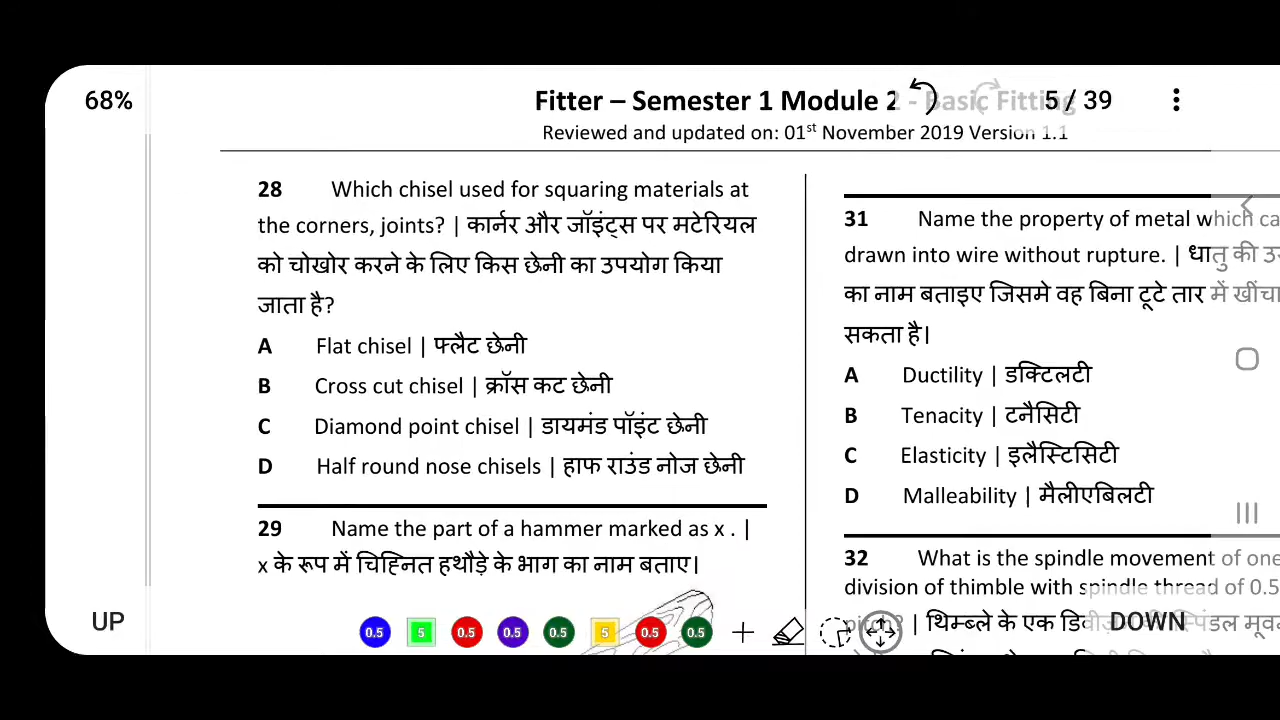 68%
Fitter – Semester 1 Module 2 - Basic Fitting
5 / 39
Reviewed and updated on: 01st November 2019 Version 1.1
28 Which chisel used for squaring materials at
the corners, joints? | कार्नर और जॉइंट्स पर मटेरियल
को चोखोर करने के लिए किस छेनी का उपयोग किया
जाता है?
A Flat chisel | फ्लैट छेनी
B Cross cut chisel | क्रॉस कट छेनी
C Diamond point chisel | डायमंड पॉइंट छेनी
D Half round nose chisels | हाफ राउंड नोज छेनी
29 Name the part of a hammer marked as x . |
x के रूप में चिह्नित हथौड़े के भाग का नाम बताए।
31 Name the property of metal which ca
drawn into wire without rupture. | धातु की उ
का नाम बताइए जिसमे वह बिना टूटे तार में खींचा
सकता है।
A Ductility | डक्टिलटी
B Tenacity | टनैसिटी
C Elasticity | इलैस्टिसिटी
D Malleability | मैलीएबिलटी
32 What is the spindle movement of one
division of thimble with spindle thread of 0.5
pitch? | थिम्ब्ले के एक
UP
0.5 5 0.5 0.5 0.5 5 0.5 0.5
DOWN